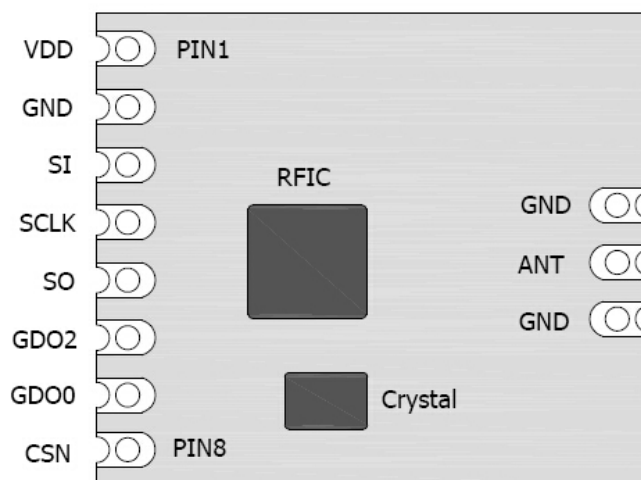 VDD PIN1
GND
SI
RFIC
SCLK
GND
SO
ANT
GND
GDO2
GDO0
Crystal
CSN PIN8